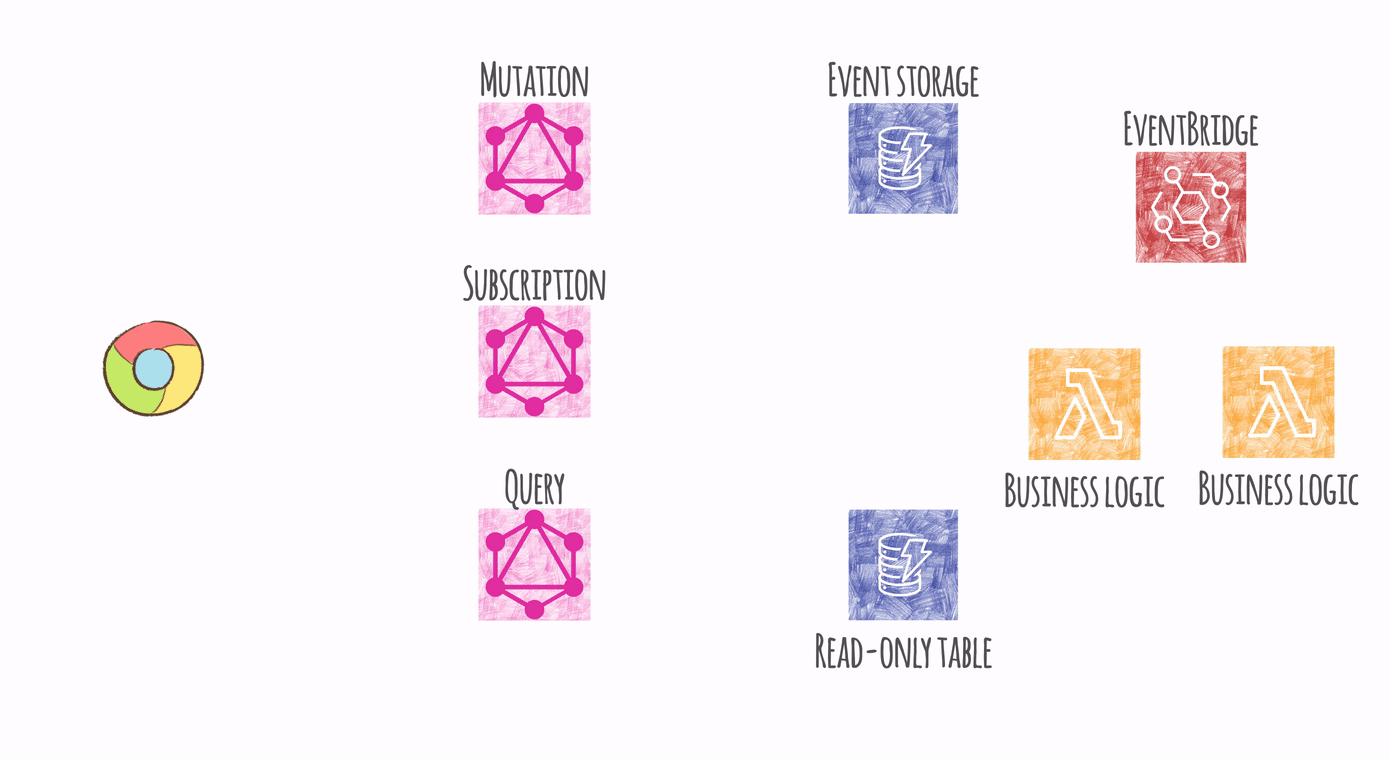 Mutation
Event storage
EventBridge
Subscription
Query
Business logic
Business logic
Read-only table